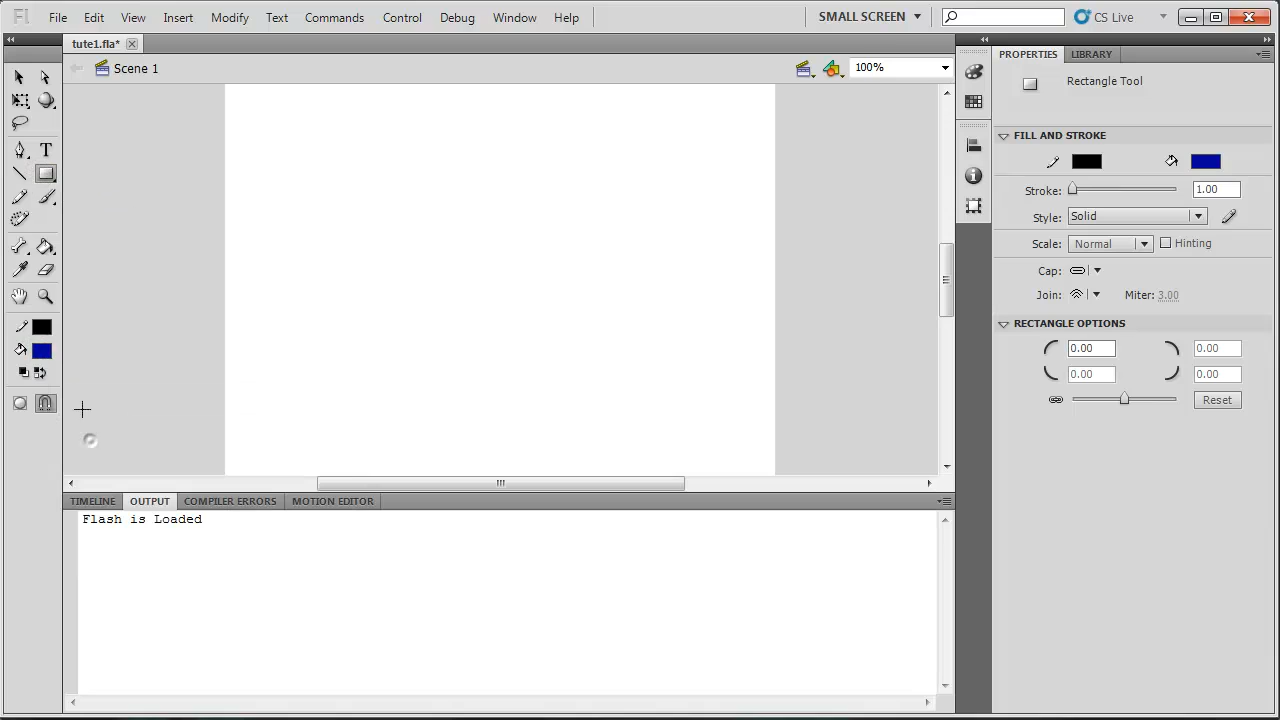 Fl File Edit View Insert Modify Text Commands Control Debug Window Help SMALL SCREEN CS Live
tute1.fla*
Scene 1 100%
PROPERTIES LIBRARY
Rectangle Tool
FILL AND STROKE
Stroke: 1.00
Style: Solid
Scale: Normal Hinting
Cap:
Join: Miter: 3.00
RECTANGLE OPTIONS
0.00 0.00
0.00 0.00
Reset
T
TIMELINE OUTPUT COMPILER ERRORS MOTION EDITOR
Flash is Loaded